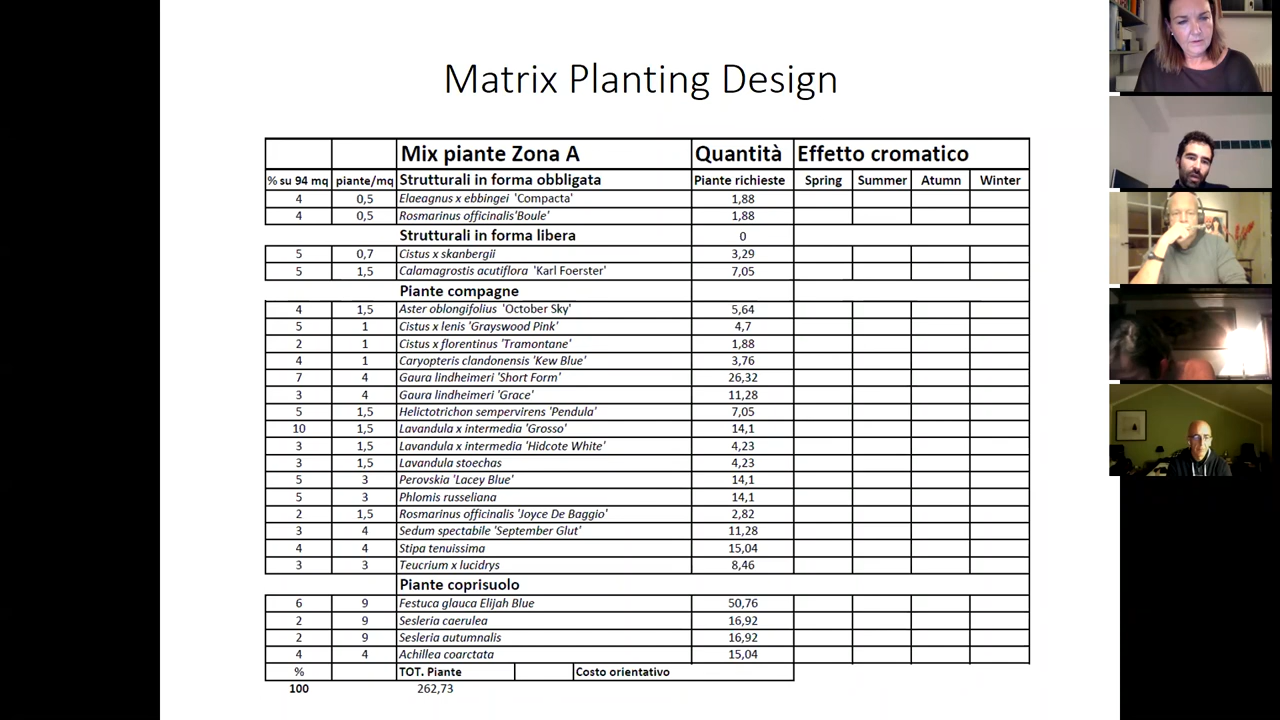 Matrix Planting Design
Mix piante Zona A Quantità Effetto cromatico
% su 94 mq piante/mq Strutturali in forma obbligata Piante richieste Spring Summer Atumn Winter
4 0,5 Elaeagnus x ebbingei 'Compacta' 1,88
4 0,5 Rosmarinus officinalis'Boule' 1,88
Strutturali in forma libera 0
5 0,7 Cistus x skanbergii 3,29
5 1,5 Calamagrostis acutiflora 'Karl Foerster' 7,05
Piante compagne
4 1,5 Aster oblongifolius 'October Sky' 5,64
5 1 Cistus x lenis 'Grayswood Pink' 4,7
2 1 Cistus x florentinus 'Tramontane' 1,88
4 1 Caryopteris clandonensis 'Kew Blue' 3,76
7 4 Gaura lindheimeri 'Short Form' 26,32
3 4 Gaura lindheimeri 'Grace' 11,28
5 1,5 Helictotrichon sempervirens 'Pendula' 7,05
10 1,5 Lavandula x intermedia 'Grosso' 14,1
3 1,5 Lavandula x intermedia 'Hidcote White' 4,23
3 1,5 Lavandula stoechas 4,23
5 3 Perovskia 'Lacey Blue' 14,1
5 3 Phlomis russeliana 14,1
2 1,5 Rosmarinus officinalis 'Joyce De Baggio' 2,82
3 4 Sedum spectabile 'September Glut' 11,28
4 4 Stipa tenuissima 15,04
3 3 Teucrium x lucidrys 8,46
Piante coprisuolo
6 9 Festuca glauca Elijah Blue 50,76
2 9 Sesleria caerulea 16,92
2 9 Sesleria autumnalis 16,92
4 4 Achillea coarctata 15,04
% TOT. Piante Costo orientativo
100 262,73